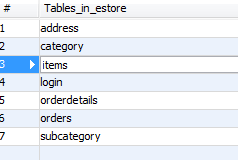 # Tables_in_estore
1 address
2 category
3 items
4 login
5 orderdetails
6 orders
7 subcategory